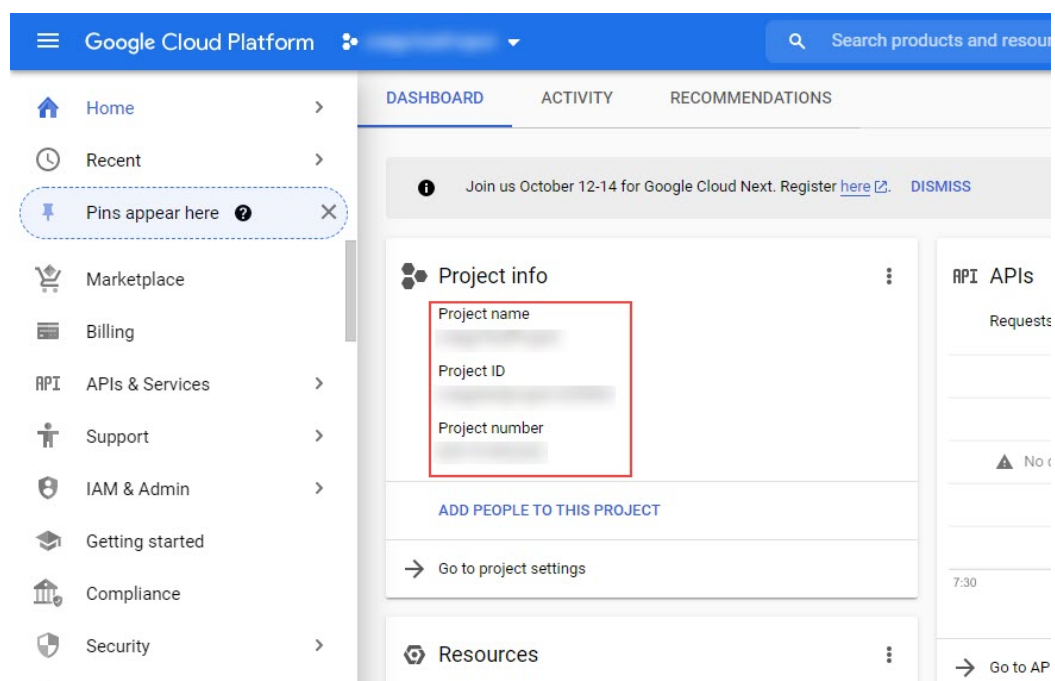 Google Cloud Platform
Search products and
Home
Recent
Pins appear here
Marketplace
Billing
API APIs & Services
Support
IAM & Admin
Getting started
Compliance
Security
DASHBOARD ACTIVITY RECOMMENDATIONS
Join us October 12-14 for Google Cloud Next. Register here. DISMISS
Project info
Project name
Project ID
Project number
ADD PEOPLE TO THIS PROJECT
Go to project settings
Resources
API APIs
Requests
No
7:30
Go to AP